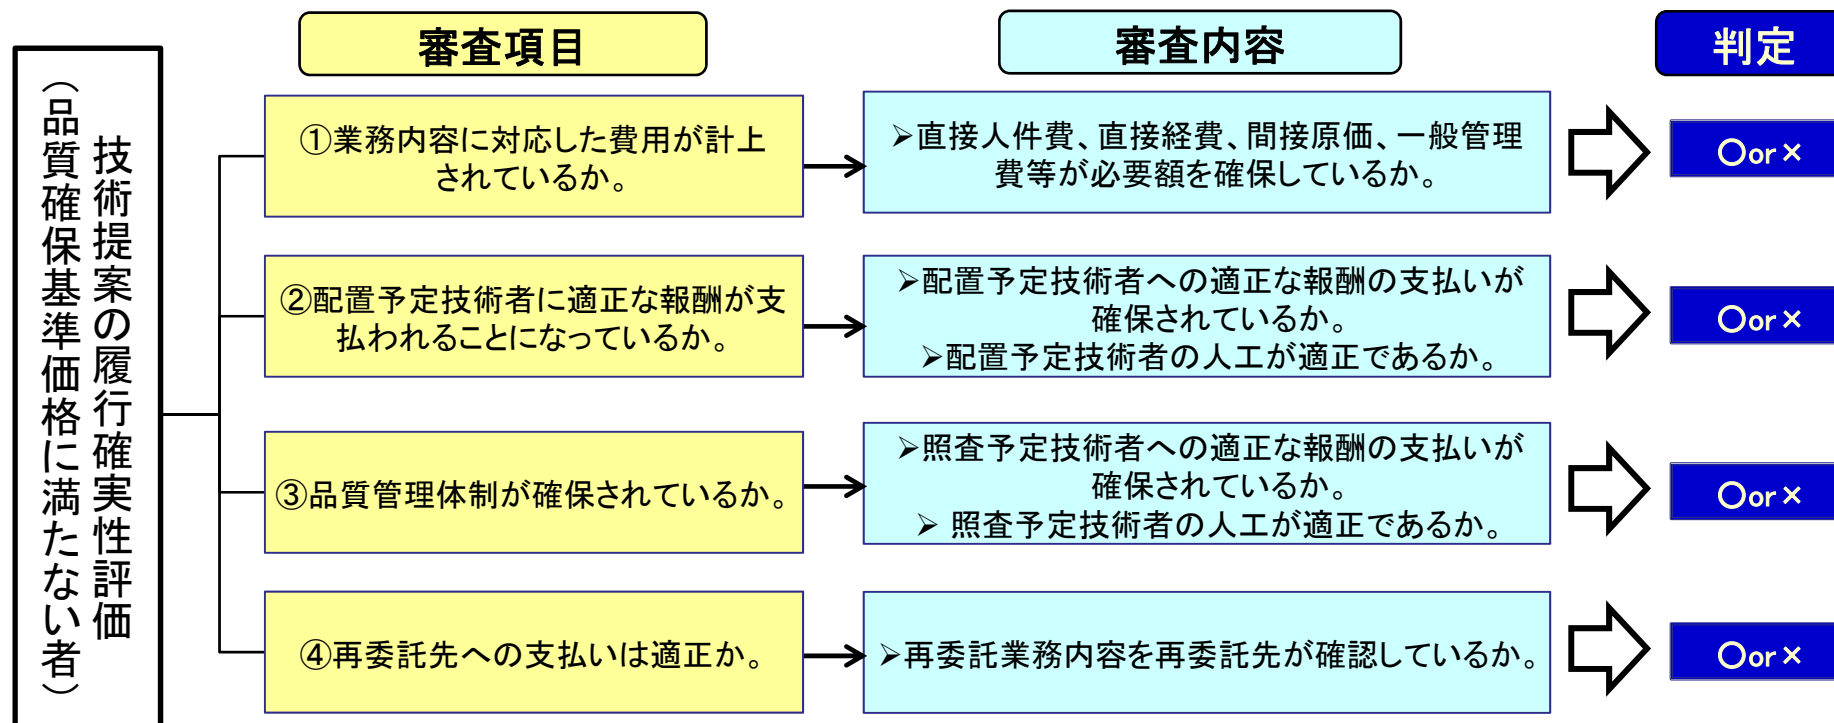 技術提案の履行確実性評価
（品質確保基準価格に満たない者）
審査項目
審査内容
判定
①業務内容に対応した費用が計上
されているか。
➢直接人件費、直接経費、間接原価、一般管理
費等が必要額を確保しているか。
〇or×
②配置予定技術者に適正な報酬が支
払われることになっているか。
➢配置予定技術者への適正な報酬の支払いが
確保されているか。
➢配置予定技術者の人工が適正であるか。
〇or×
③品質管理体制が確保されているか。
➢照査予定技術者への適正な報酬の支払いが
確保されているか。
➢ 照査予定技術者の人工が適正であるか。
〇or×
④再委託先への支払いは適正か。
➢再委託業務内容を再委託先が確認しているか。
〇or×